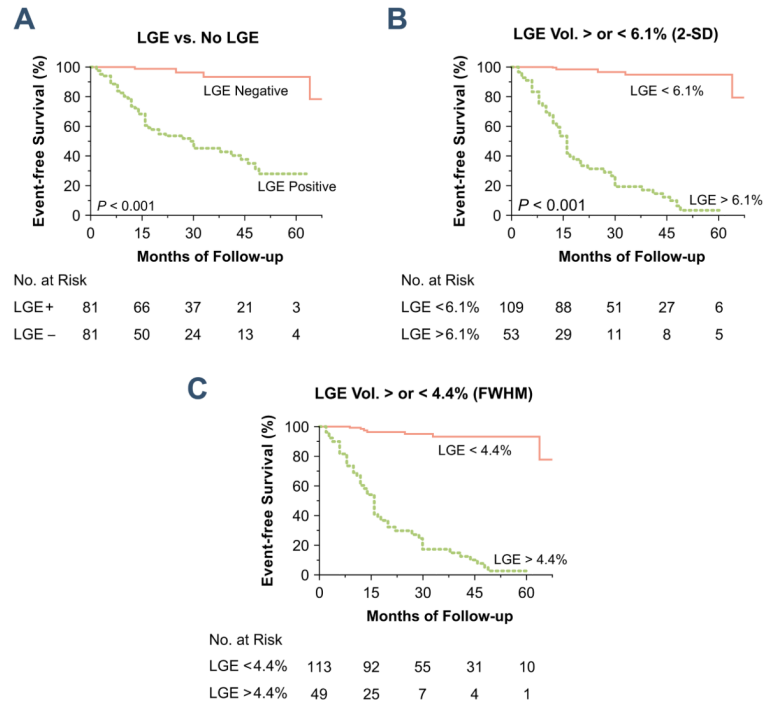 A
LGE vs. No LGE
Event-free Survival (%)
100
80
60
40
20
0
LGE Negative
LGE Positive
P < 0.001
0 15 30 45 60
Months of Follow-up
No. at Risk
LGE+ 81 66 37 21 3
LGE – 81 50 24 13 4
B
LGE Vol. > or < 6.1% (2-SD)
Event-free Survival (%)
100
80
60
40
20
0
LGE < 6.1%
LGE > 6.1%
P < 0.001
0 15 30 45 60
Months of Follow-up
No. at Risk
LGE <6.1% 109 88 51 27 6
LGE >6.1% 53 29 11 8 5
C
LGE Vol. > or < 4.4% (FWHM)
Event-free Survival (%)
100
80
60
40
20
0
LGE < 4.4%
LGE > 4.4%
0 15 30 45 60
Months of Follow-up
No. at Risk
LGE <4.4% 113 92 55 31 10
LGE >4.4% 49 25 7 4 1